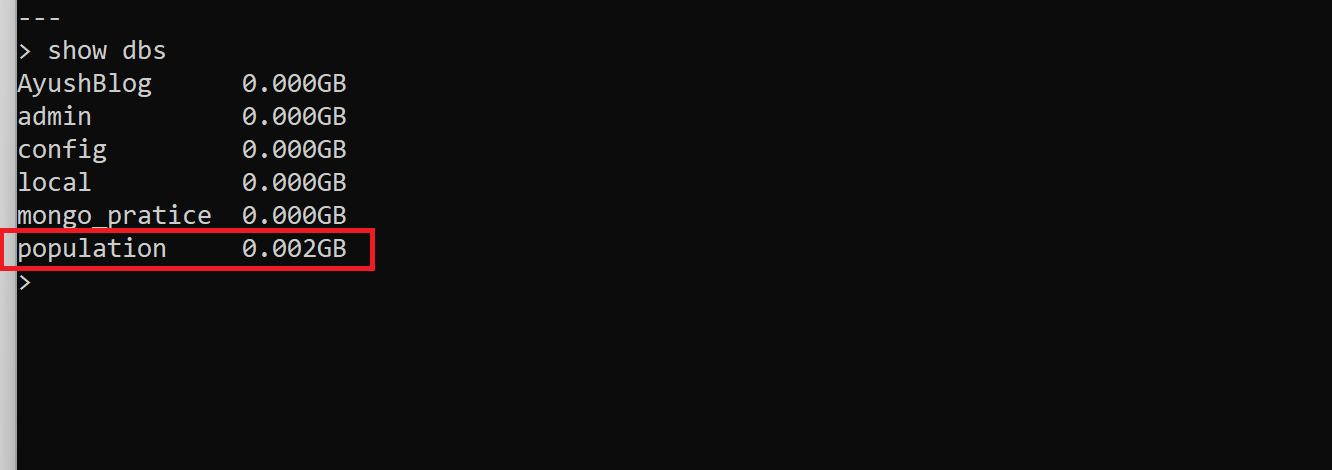 ---
> show dbs
AyushBlog      0.000GB
admin          0.000GB
config         0.000GB
local          0.000GB
mongo_pratice  0.000GB
population     0.002GB
>